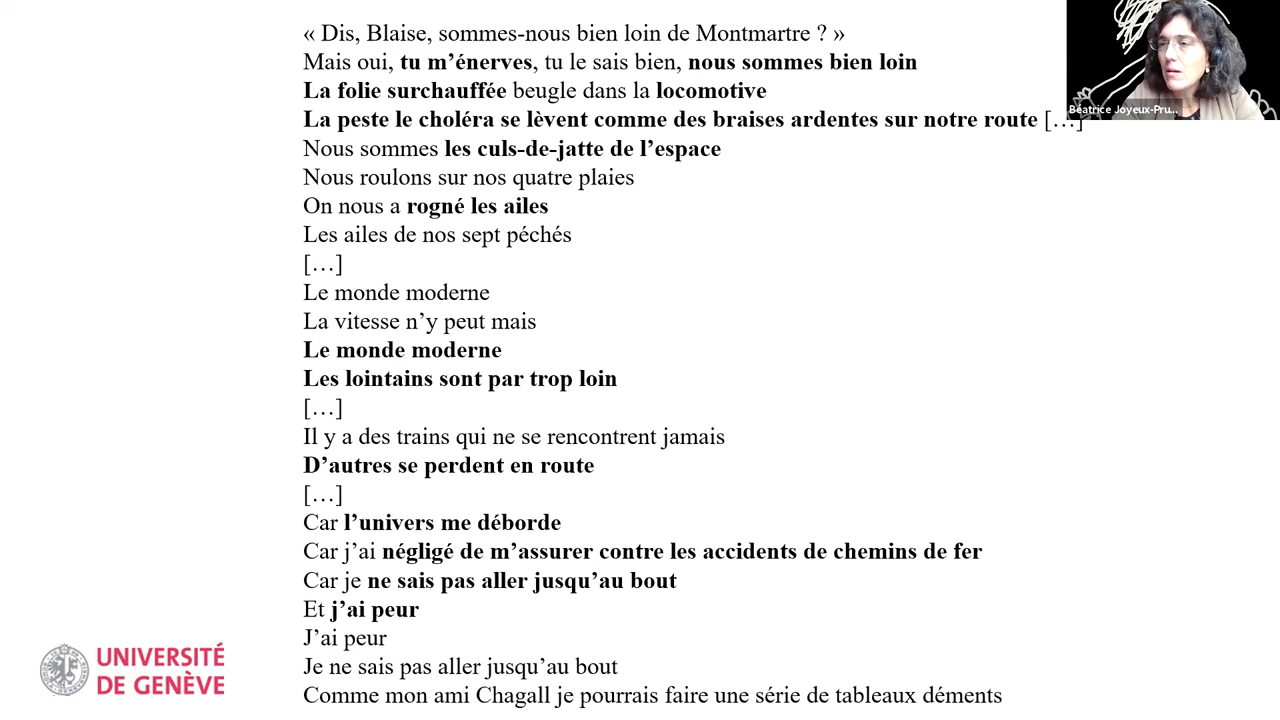 « Dis, Blaise, sommes-nous bien loin de Montmartre ? »
Mais oui, tu m’énerves, tu le sais bien, nous sommes bien loin
La folie surchauffée beugle dans la locomotive
La peste le choléra se lèvent comme des braises ardentes sur notre route […]
Nous sommes les culs-de-jatte de l’espace
Nous roulons sur nos quatre plaies
On nous a rogné les ailes
Les ailes de nos sept péchés
[…]
Le monde moderne
La vitesse n’y peut mais
Le monde moderne
Les lointains sont par trop loin
[…]
Il y a des trains qui ne se rencontrent jamais
D’autres se perdent en route
[…]
Car l’univers me déborde
Car j’ai négligé de m’assurer contre les accidents de chemins de fer
Car je ne sais pas aller jusqu’au bout
Et j’ai peur
J’ai peur
Je ne sais pas aller jusqu’au bout
Comme mon ami Chagall je pourrais faire une série de tableaux déments
Béatrice Joyeux-Pru...
UNIVERSITÉ
DE GENÈVE